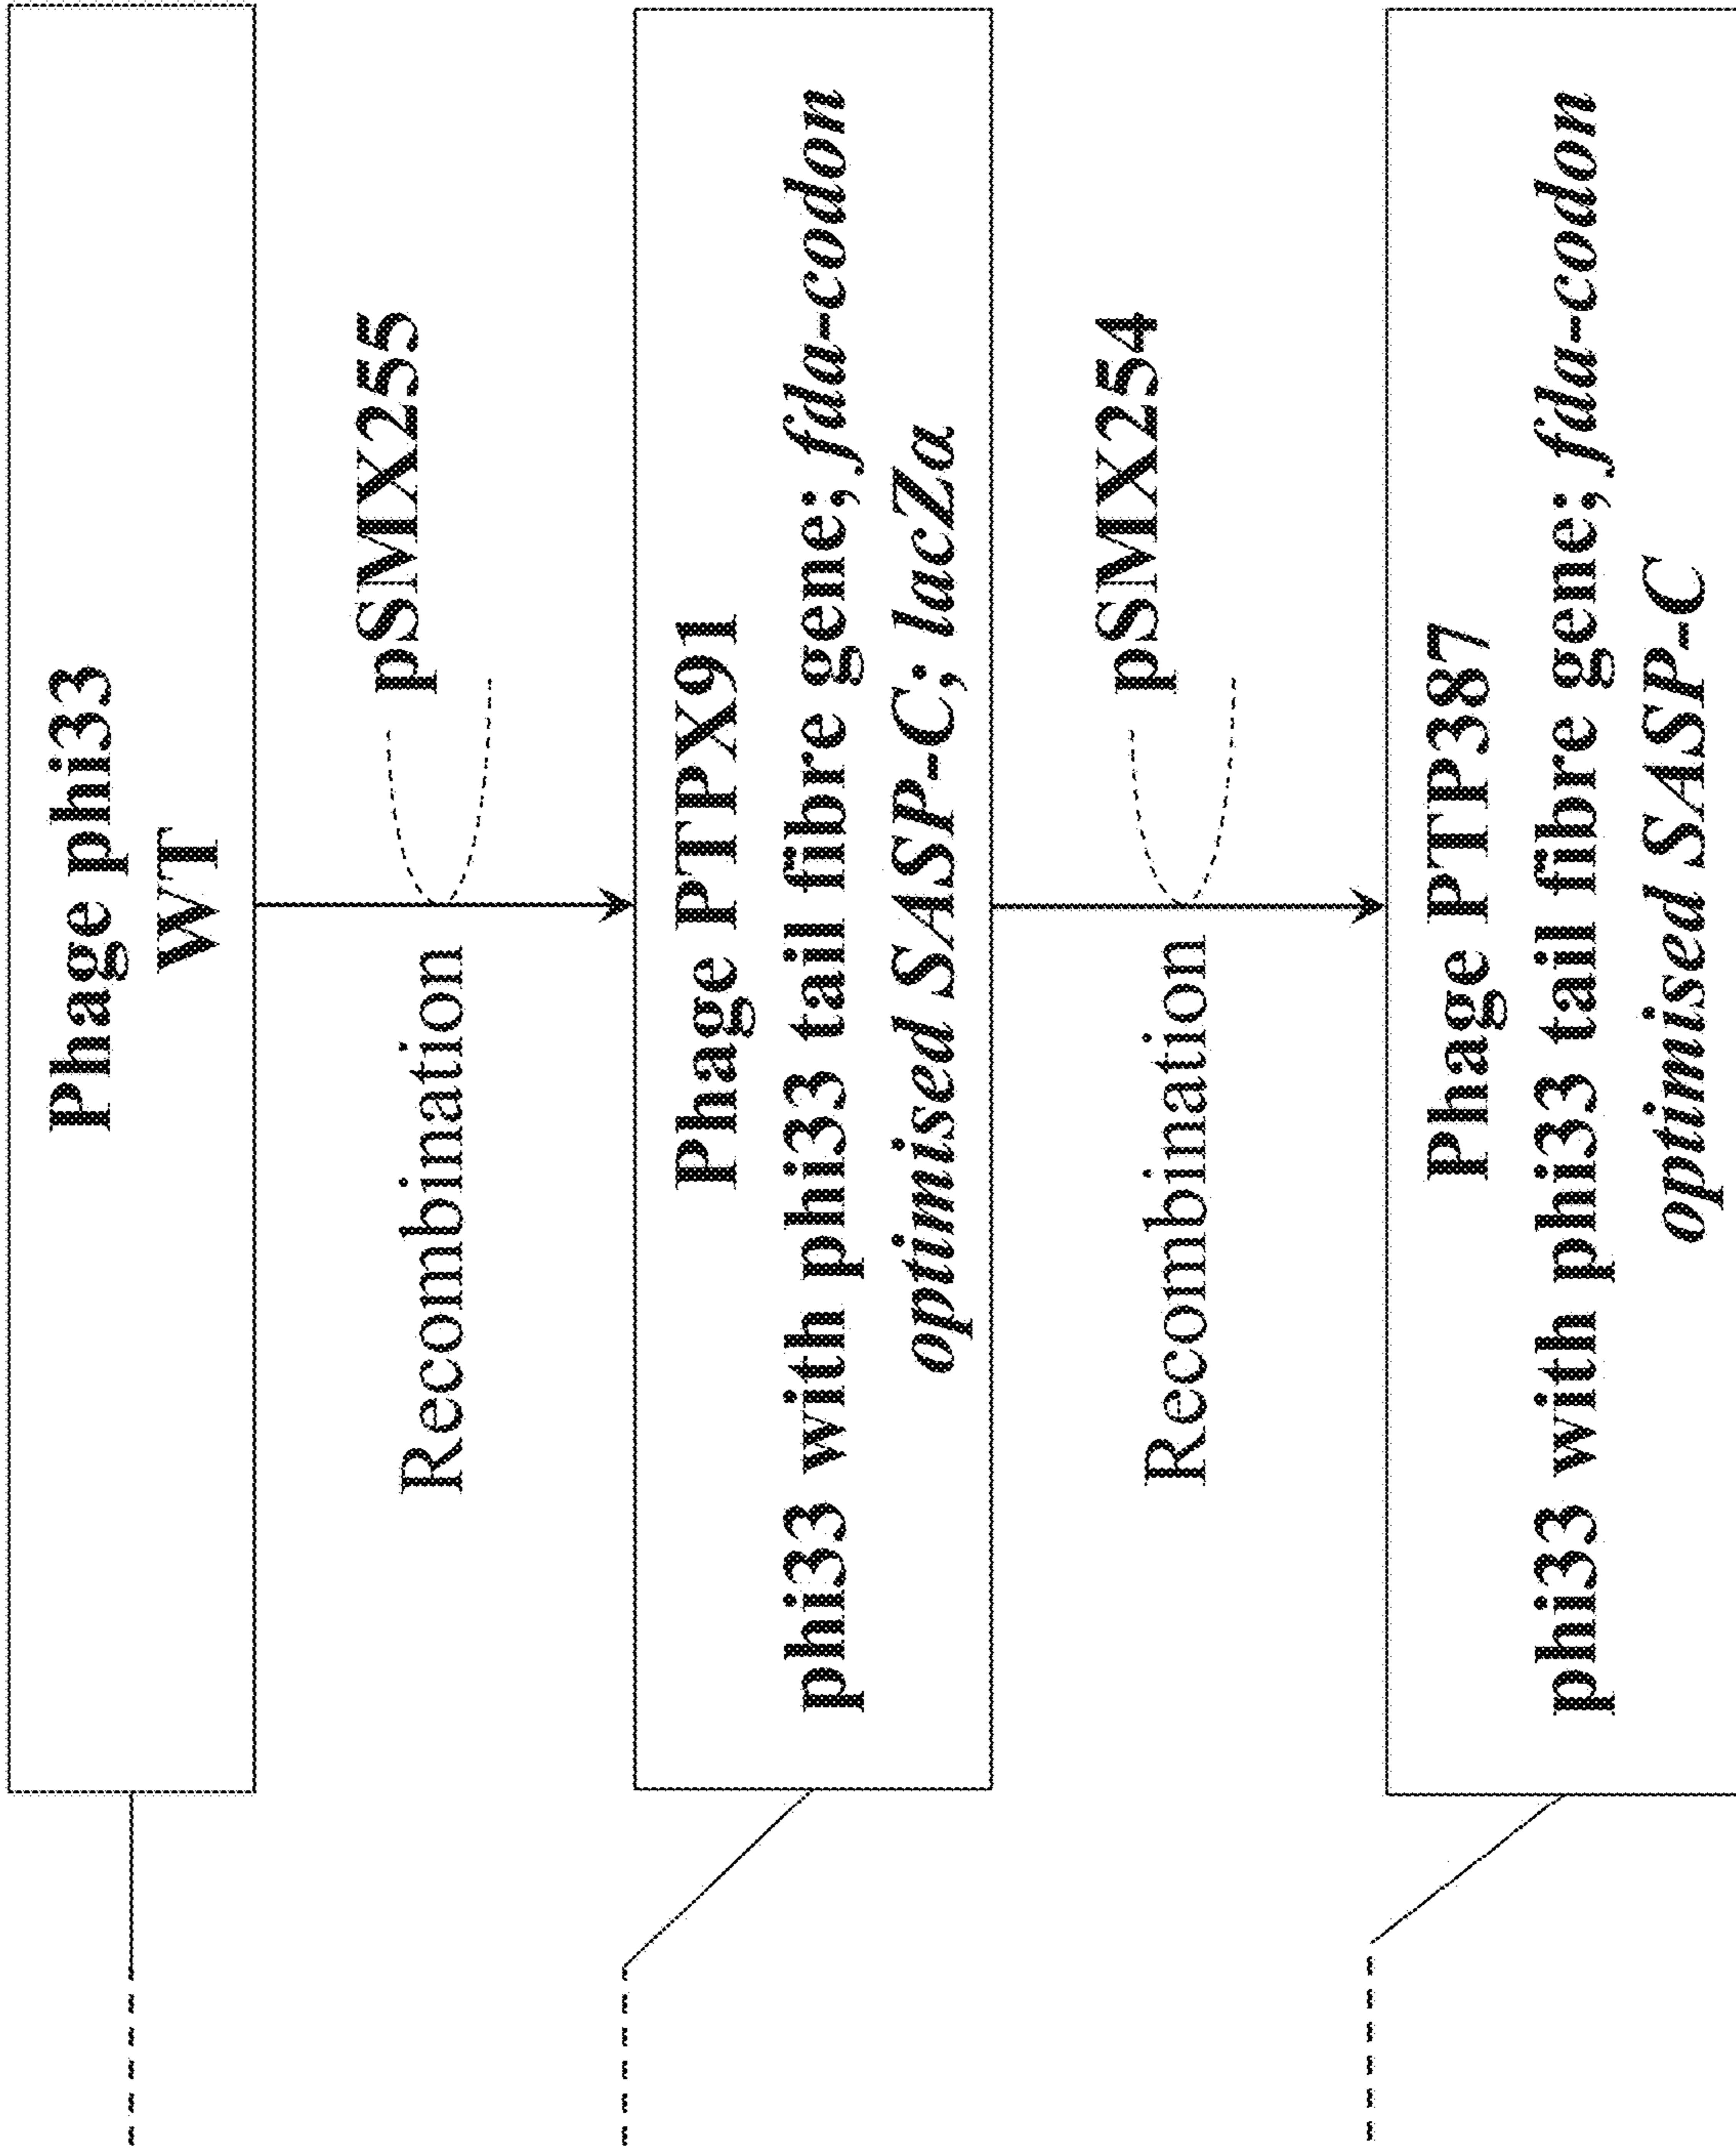 Phage phi33
WT
Recombination
pSMX255
Phage PTPX91
phi33 with phi33 tail fibre gene; fda-codon
optimised SASP-C; lacZa
Recombination
pSMX254
Phage PTP387
phi33 with phi33 tail fibre gene; fda-codon
optimised SASP-C